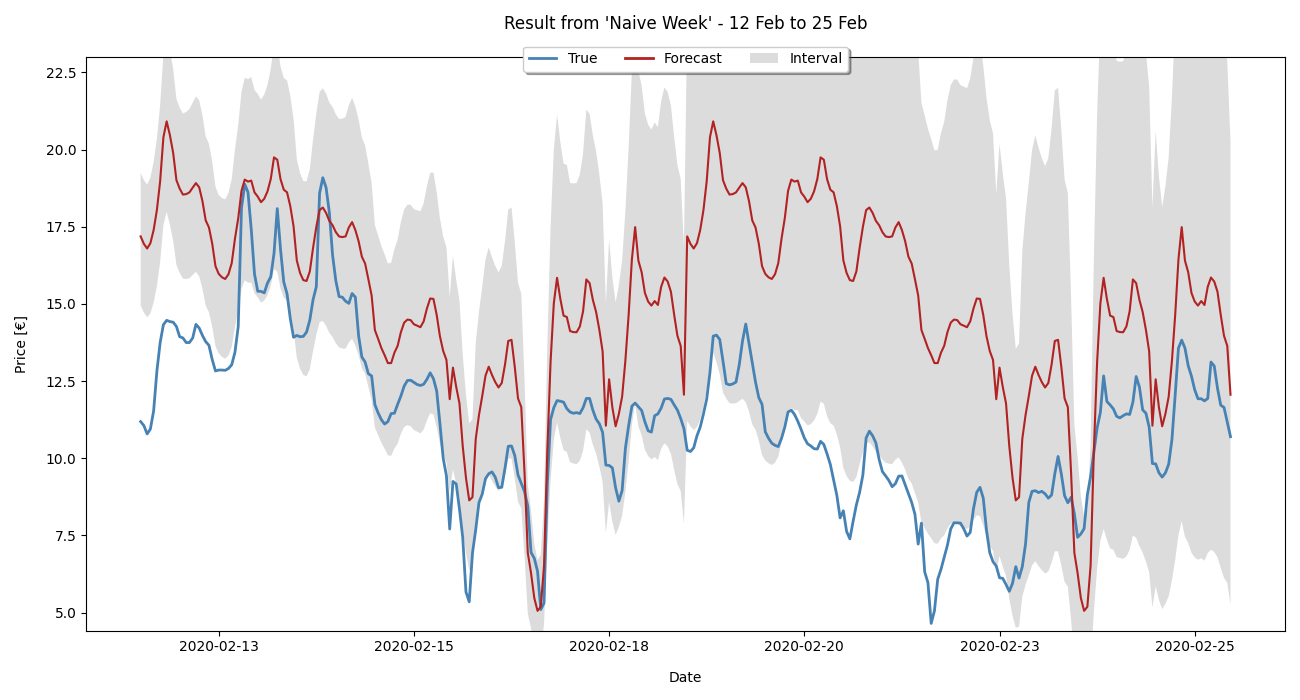 Result from 'Naive Week' - 12 Feb to 25 Feb
True Forecast Interval
22.5
20.0
17.5
15.0
12.5
10.0
7.5
5.0
Price [€]
2020-02-13 2020-02-15 2020-02-18 2020-02-20 2020-02-23 2020-02-25
Date